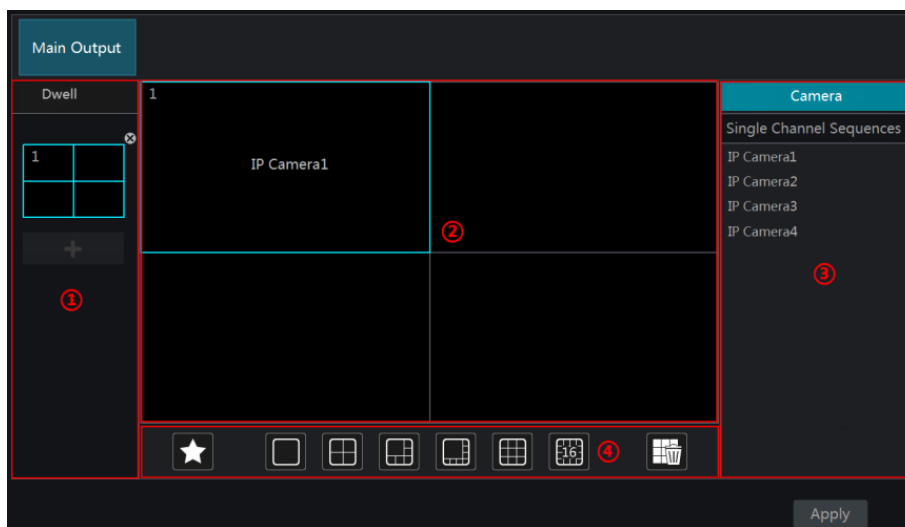 Main Output
Dwell
1
Camera
Single Channel Sequences
1
IP Camera1
IP Camera1
IP Camera2
IP Camera3
IP Camera4
②
③
①
④
16
Apply